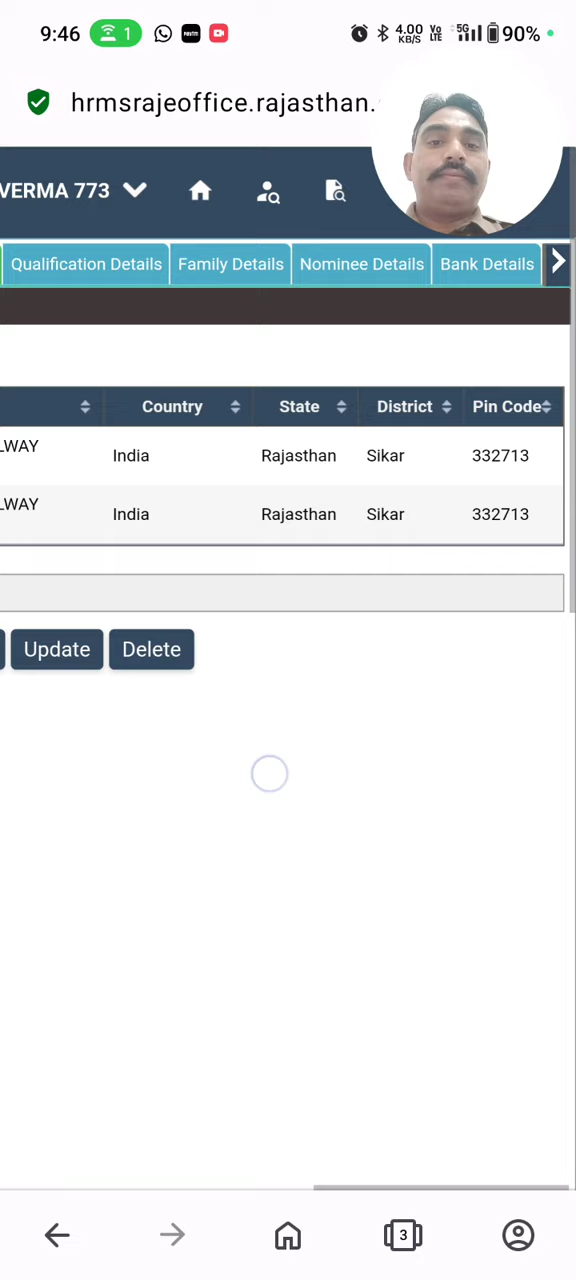 9:46 1 paytm 4.00 KB/S Vo LTE 5G 90%
hrmsrajeoffice.rajasthan.
VERMA 773
Qualification Details Family Details Nominee Details Bank Details
Country State District Pin Code
LWAY India Rajasthan Sikar 332713
LWAY India Rajasthan Sikar 332713
Update Delete
3